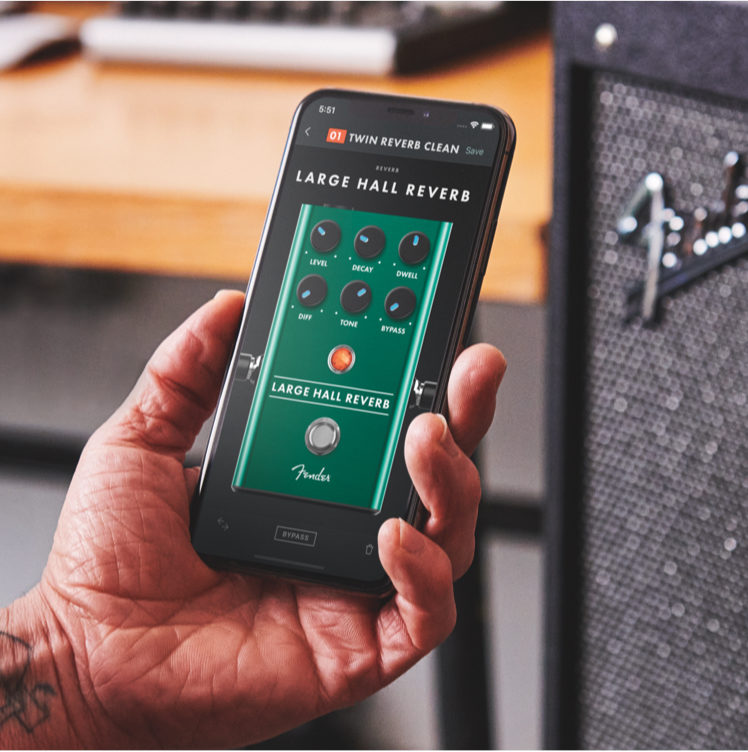 5:51
01 TWIN REVERB CLEAN Save
REVERB
LARGE HALL REVERB
LEVEL DECAY DWELL
DIFF TONE BYPASS
LARGE HALL REVERB
Fender
BYPASS